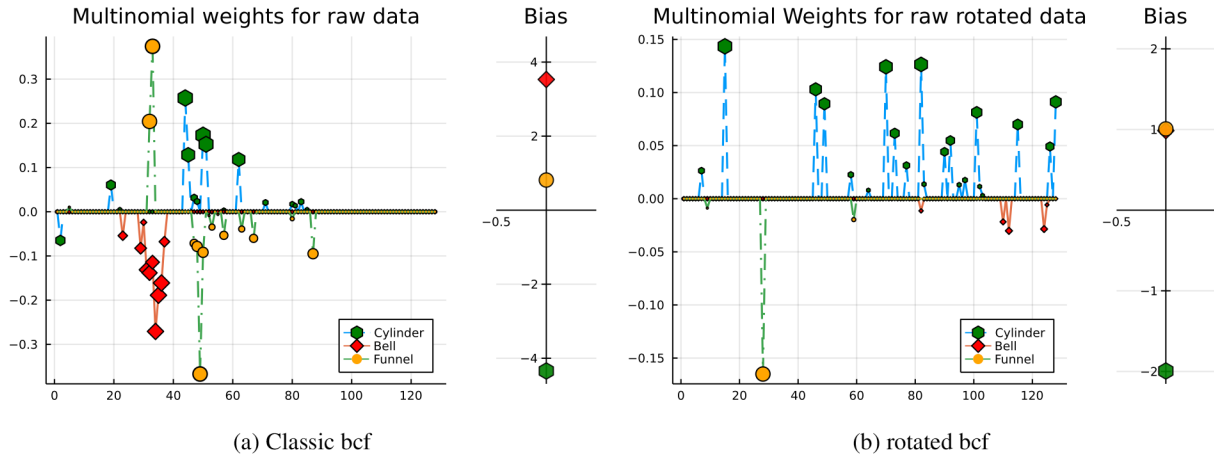 Multinomial weights for raw data
Bias
Multinomial Weights for raw rotated data
Bias
0.3
0.2
0.1
0.0
−0.1
−0.2
−0.3
0 20 40 60 80 100 120
Cylinder
Bell
Funnel
4
2
−0.5
−2
−4
0.15
0.10
0.05
0.00
−0.05
−0.10
−0.15
0 20 40 60 80 100 120
Cylinder
Bell
Funnel
2
1
−0.5
−1
−2
(a) Classic bcf
(b) rotated bcf